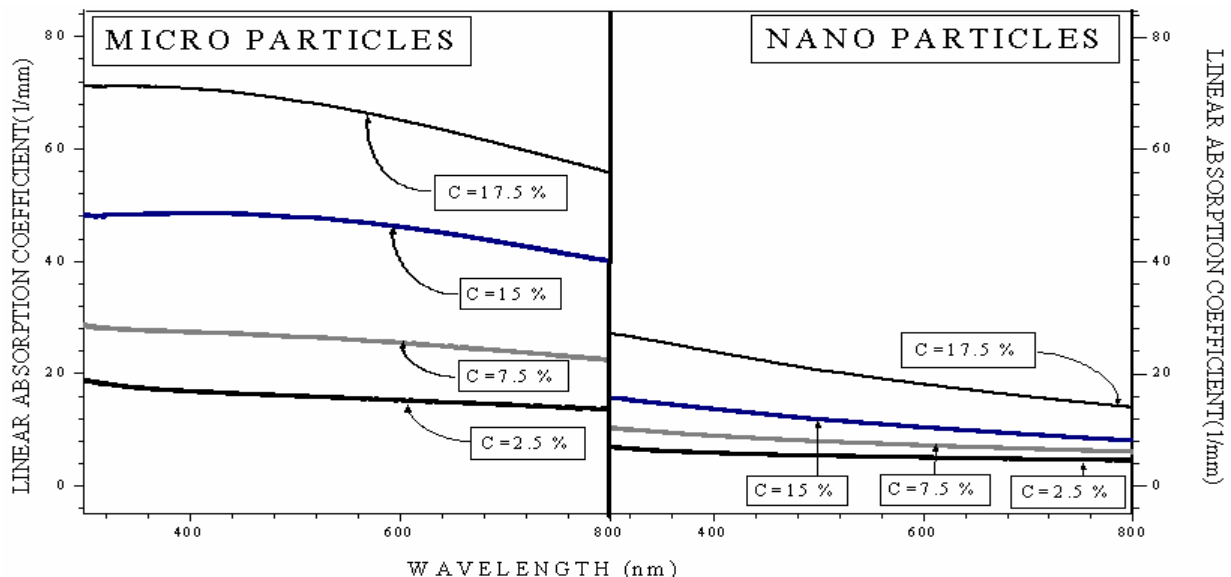 MICRO PARTICLES
NANO PARTICLES
LINEAR ABSORPTION COEFFICIENT(1/mm)
80
60
40
20
0
C=17.5 %
C=15 %
C=7.5 %
C=2.5 %
C=17.5 %
C=15 %
C=7.5 %
C=2.5 %
80
60
40
20
0
LINEAR ABSORPTION COEFFICIENT(1/mm)
400
600
800
400
600
800
WAVELENGTH (nm)